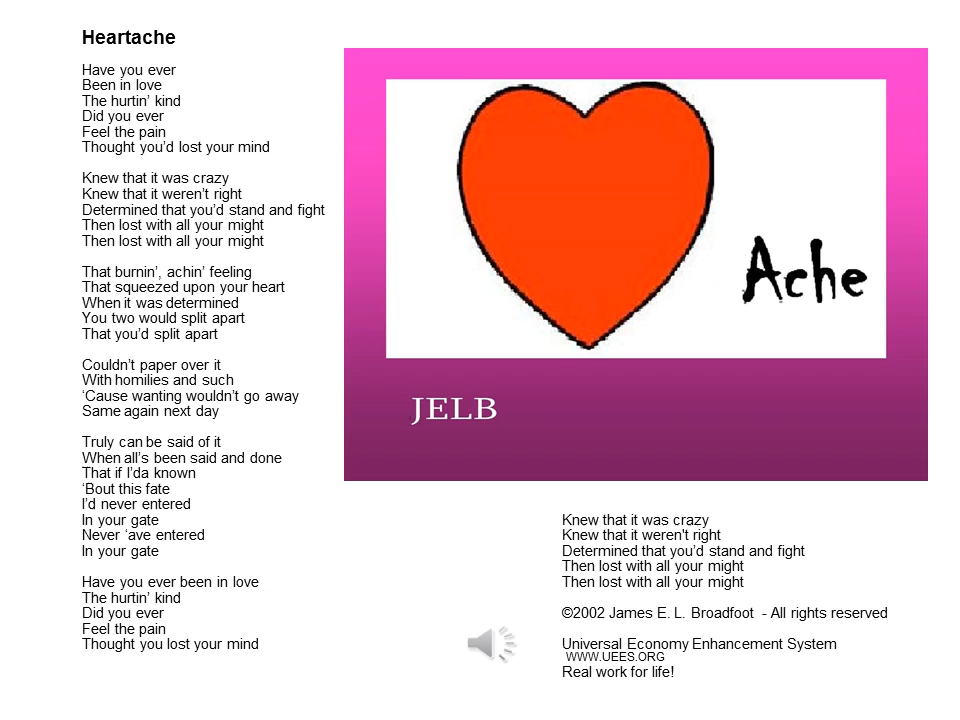 Heartache
Have you ever
Been in love
The hurtin’ kind
Did you ever
Feel the pain
Thought you’d lost your mind
Knew that it was crazy
Knew that it weren’t right
Determined that you’d stand and fight
Then lost with all your might
Then lost with all your might
That burnin’, achin’ feeling
That squeezed upon your heart
When it was determined
You two would split apart
That you’d split apart
Couldn’t paper over it
With homilies and such
‘Cause wanting wouldn’t go away
Same again next day
Truly can be said of it
When all’s been said and done
That if I’da known
‘Bout this fate
I’d never entered
In your gate
Never ‘ave entered
In your gate
Have you ever been in love
The hurtin’ kind
Did you ever
Feel the pain
Thought you lost your mind
Ache
JELB
Knew that it was crazy
Knew that it weren't right
Determined that you’d stand and fight
Then lost with all your might
Then lost with all your might
©2002 James E. L. Broadfoot - All rights reserved
Universal Economy Enhancement System
WWW.UEES.ORG
Real work for life!